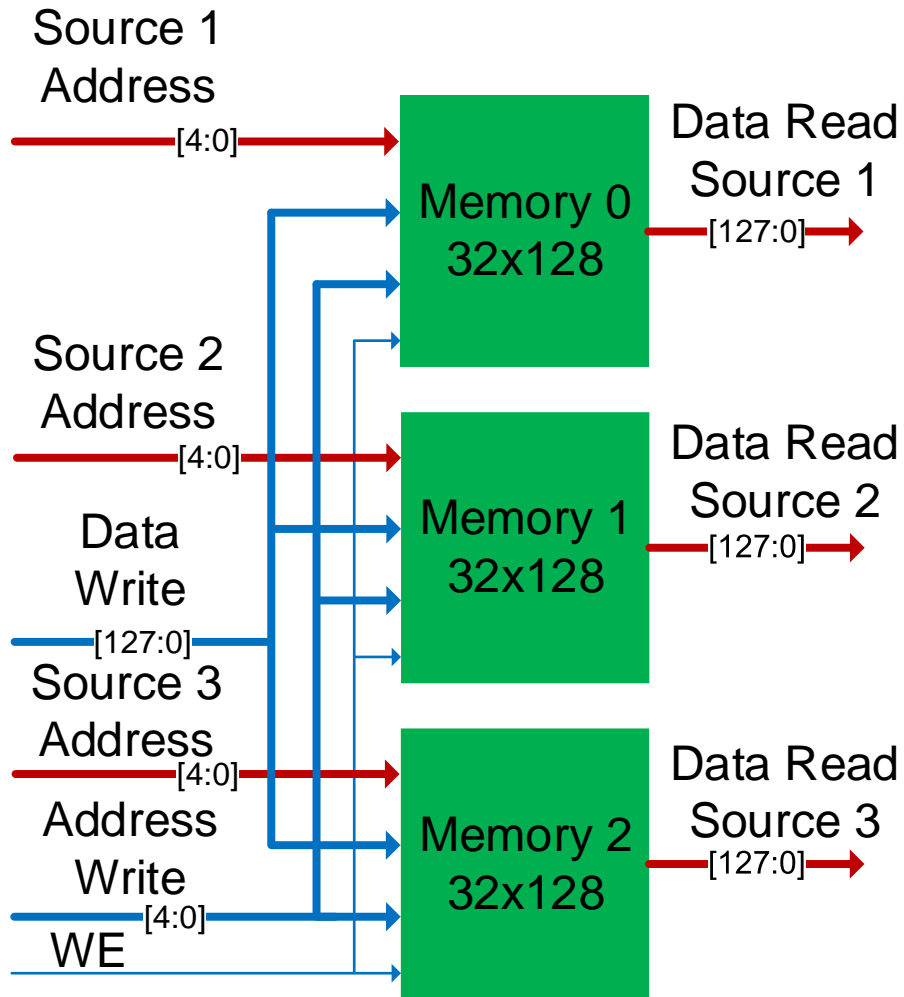 Source 1
Address
[4:0]
Memory 0
32x128
Data Read
Source 1
[127:0]
Source 2
Address
[4:0]
Memory 1
32x128
Data Read
Source 2
[127:0]
Data
Write
[127:0]
Source 3
Address
[4:0]
Memory 2
32x128
Data Read
Source 3
[127:0]
Address
Write
[4:0]
WE